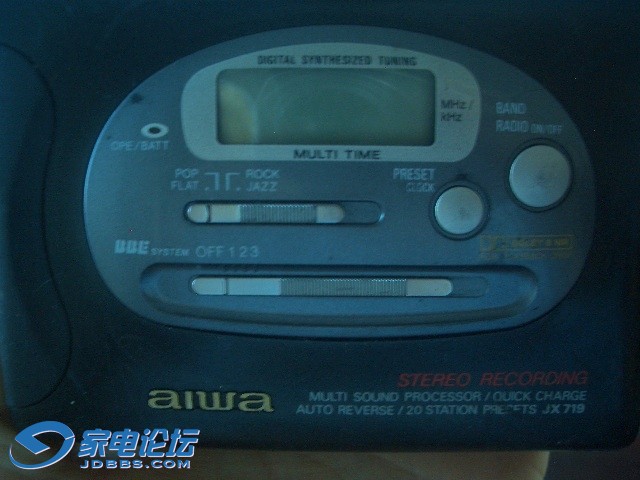 DIGITAL SYNTHESIZED TUNING
MHz/
kHz
MULTI TIME
BAND
RADIO ON/OFF
OPE/BATT
POP
FLAT
ROCK
JAZZ
PRESET
CLOCK
BBE SYSTEM OFF 1 2 3
STEREO RECORDING
aiwa
MULTI SOUND PROCESSOR/QUICK CHARGE
AUTO REVERSE/20 STATION PRESETS JX719
家电论坛
JDBBS.COM